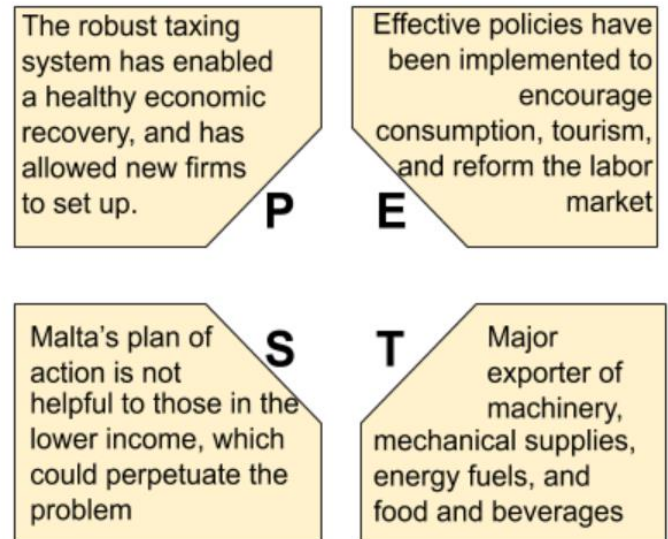 The robust taxing
system has enabled
a healthy economic
recovery, and has
allowed new firms
to set up.
P
Effective policies have
been implemented to
encourage
consumption, tourism,
and reform the labor
market
E
Malta's plan of
action is not
helpful to those in the
lower income, which
could perpetuate the
problem
S
T
Major
exporter of
machinery,
mechanical supplies,
energy fuels, and
food and beverages